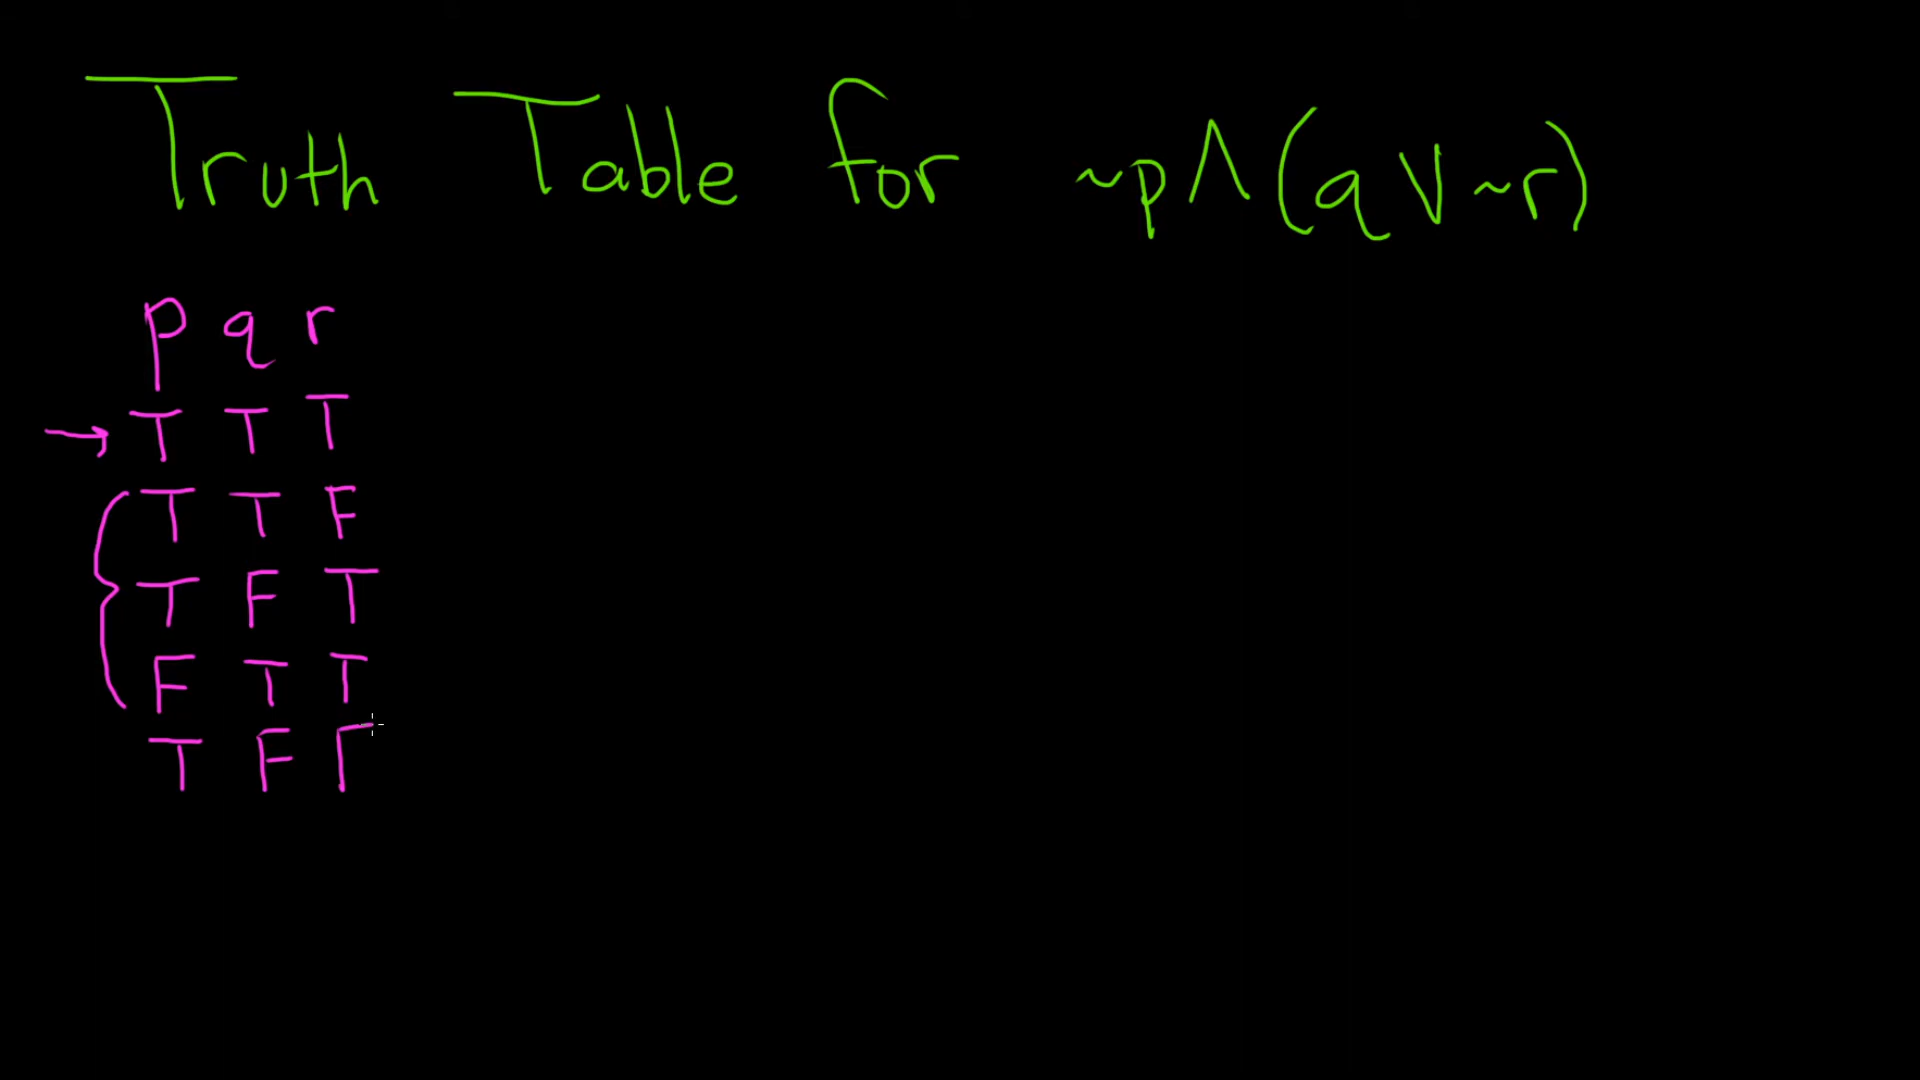 Truth Table for ~p∧(q∨~r)
p q r
→ T T T
T T F
T F T
F T T
T F